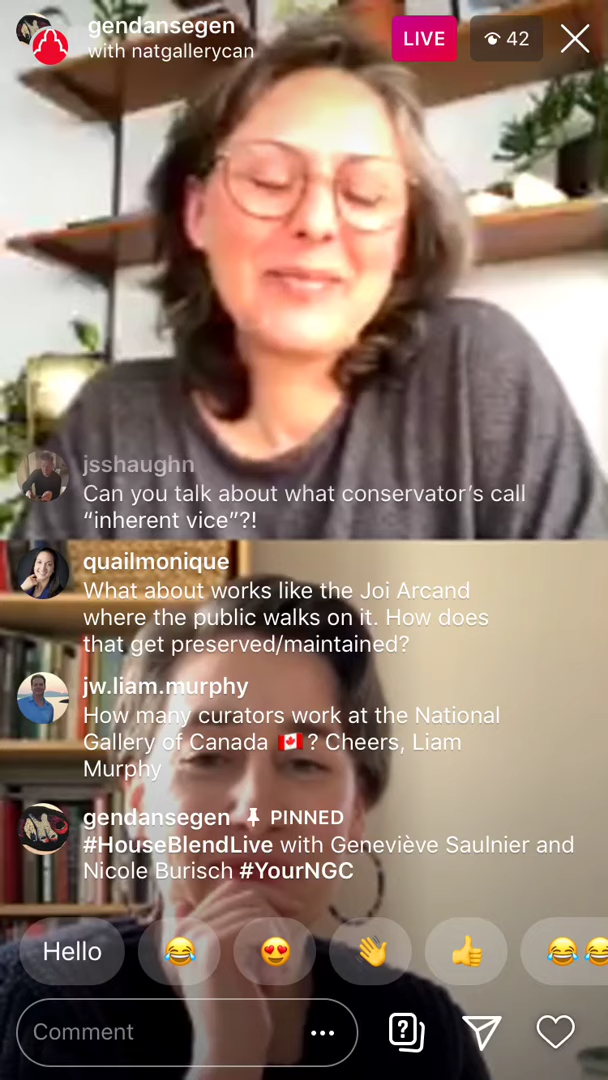 gendansegen
with natgallerycan
LIVE
42
jsshaughn
Can you talk about what conservator's call
“inherent vice”?!
quailmonique
What about works like the Joi Arcand
where the public walks on it. How does
that get preserved/maintained?
jw.liam.murphy
How many curators work at the National
Gallery of Canada 🇨🇦? Cheers, Liam
Murphy
gendansegen 📌 PINNED
#HouseBlendLive with Geneviève Saulnier and
Nicole Burisch #YourNGC
Hello 😂 😍 👋 👍 😂😂
Comment